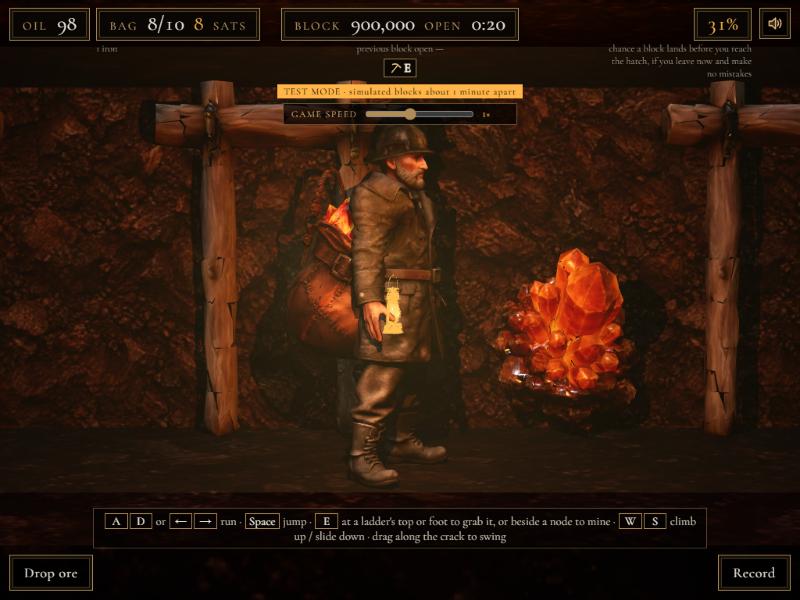 OIL 98
BAG 8/10 8 SATS
BLOCK 900,000 OPEN 0:20
31%
1 iron
previous block open —
chance a block lands before you reach
the hatch, if you leave now and make
no mistakes
E
TEST MODE · simulated blocks about 1 minute apart
GAME SPEED 1×
A D or ← → run · Space jump · E at a ladder's top or foot to grab it, or beside a node to mine · W S climb
up / slide down · drag along the crack to swing
Drop ore
Record